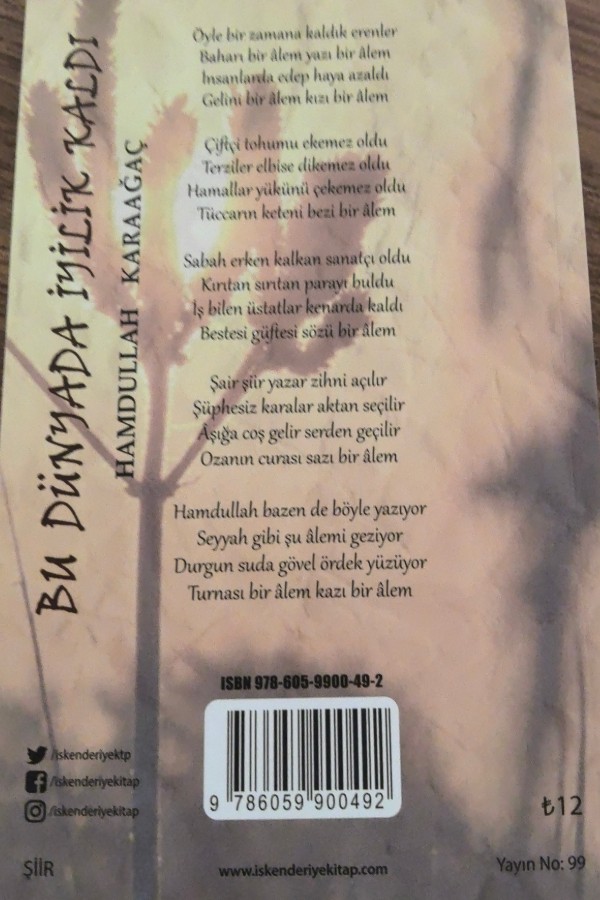 BU DÜNYADA İYİLİK KALDI
HAMDULLAH KARAAĞAÇ
Öyle bir zamana kaldık erenler
Baharı bir âlem yazı bir âlem
İnsanlarda edep haya azaldı
Gelini bir âlem kızı bir âlem
Çiftçi tohumu ekemez oldu
Terziler elbise dikemez oldu
Hamallar yükünü çekemez oldu
Tüccarın keteni bezi bir âlem
Sabah erken kalkan sanatçı oldu
Kırıtan sırıtan parayı buldu
İş bilen üstatlar kenarda kaldı
Bestesi güftesi sözü bir âlem
Şair şiir yazar zihni açılır
Şüphesiz karalar aktan seçilir
Âşığa coş gelir serden geçilir
Ozanın curası sazı bir âlem
Hamdullah bazen de böyle yazıyor
Seyyah gibi şu âlemi geziyor
Durgun suda gövel ördek yüzüyor
Turnası bir âlem kazı bir âlem
ISBN 978-605-9900-49-2
9 786059 900492
/iskenderiyektp
/iskenderiyekitap
/iskenderiyekitap
₺12
ŞİİR
www.iskenderiyekitap.com
Yayın No: 99